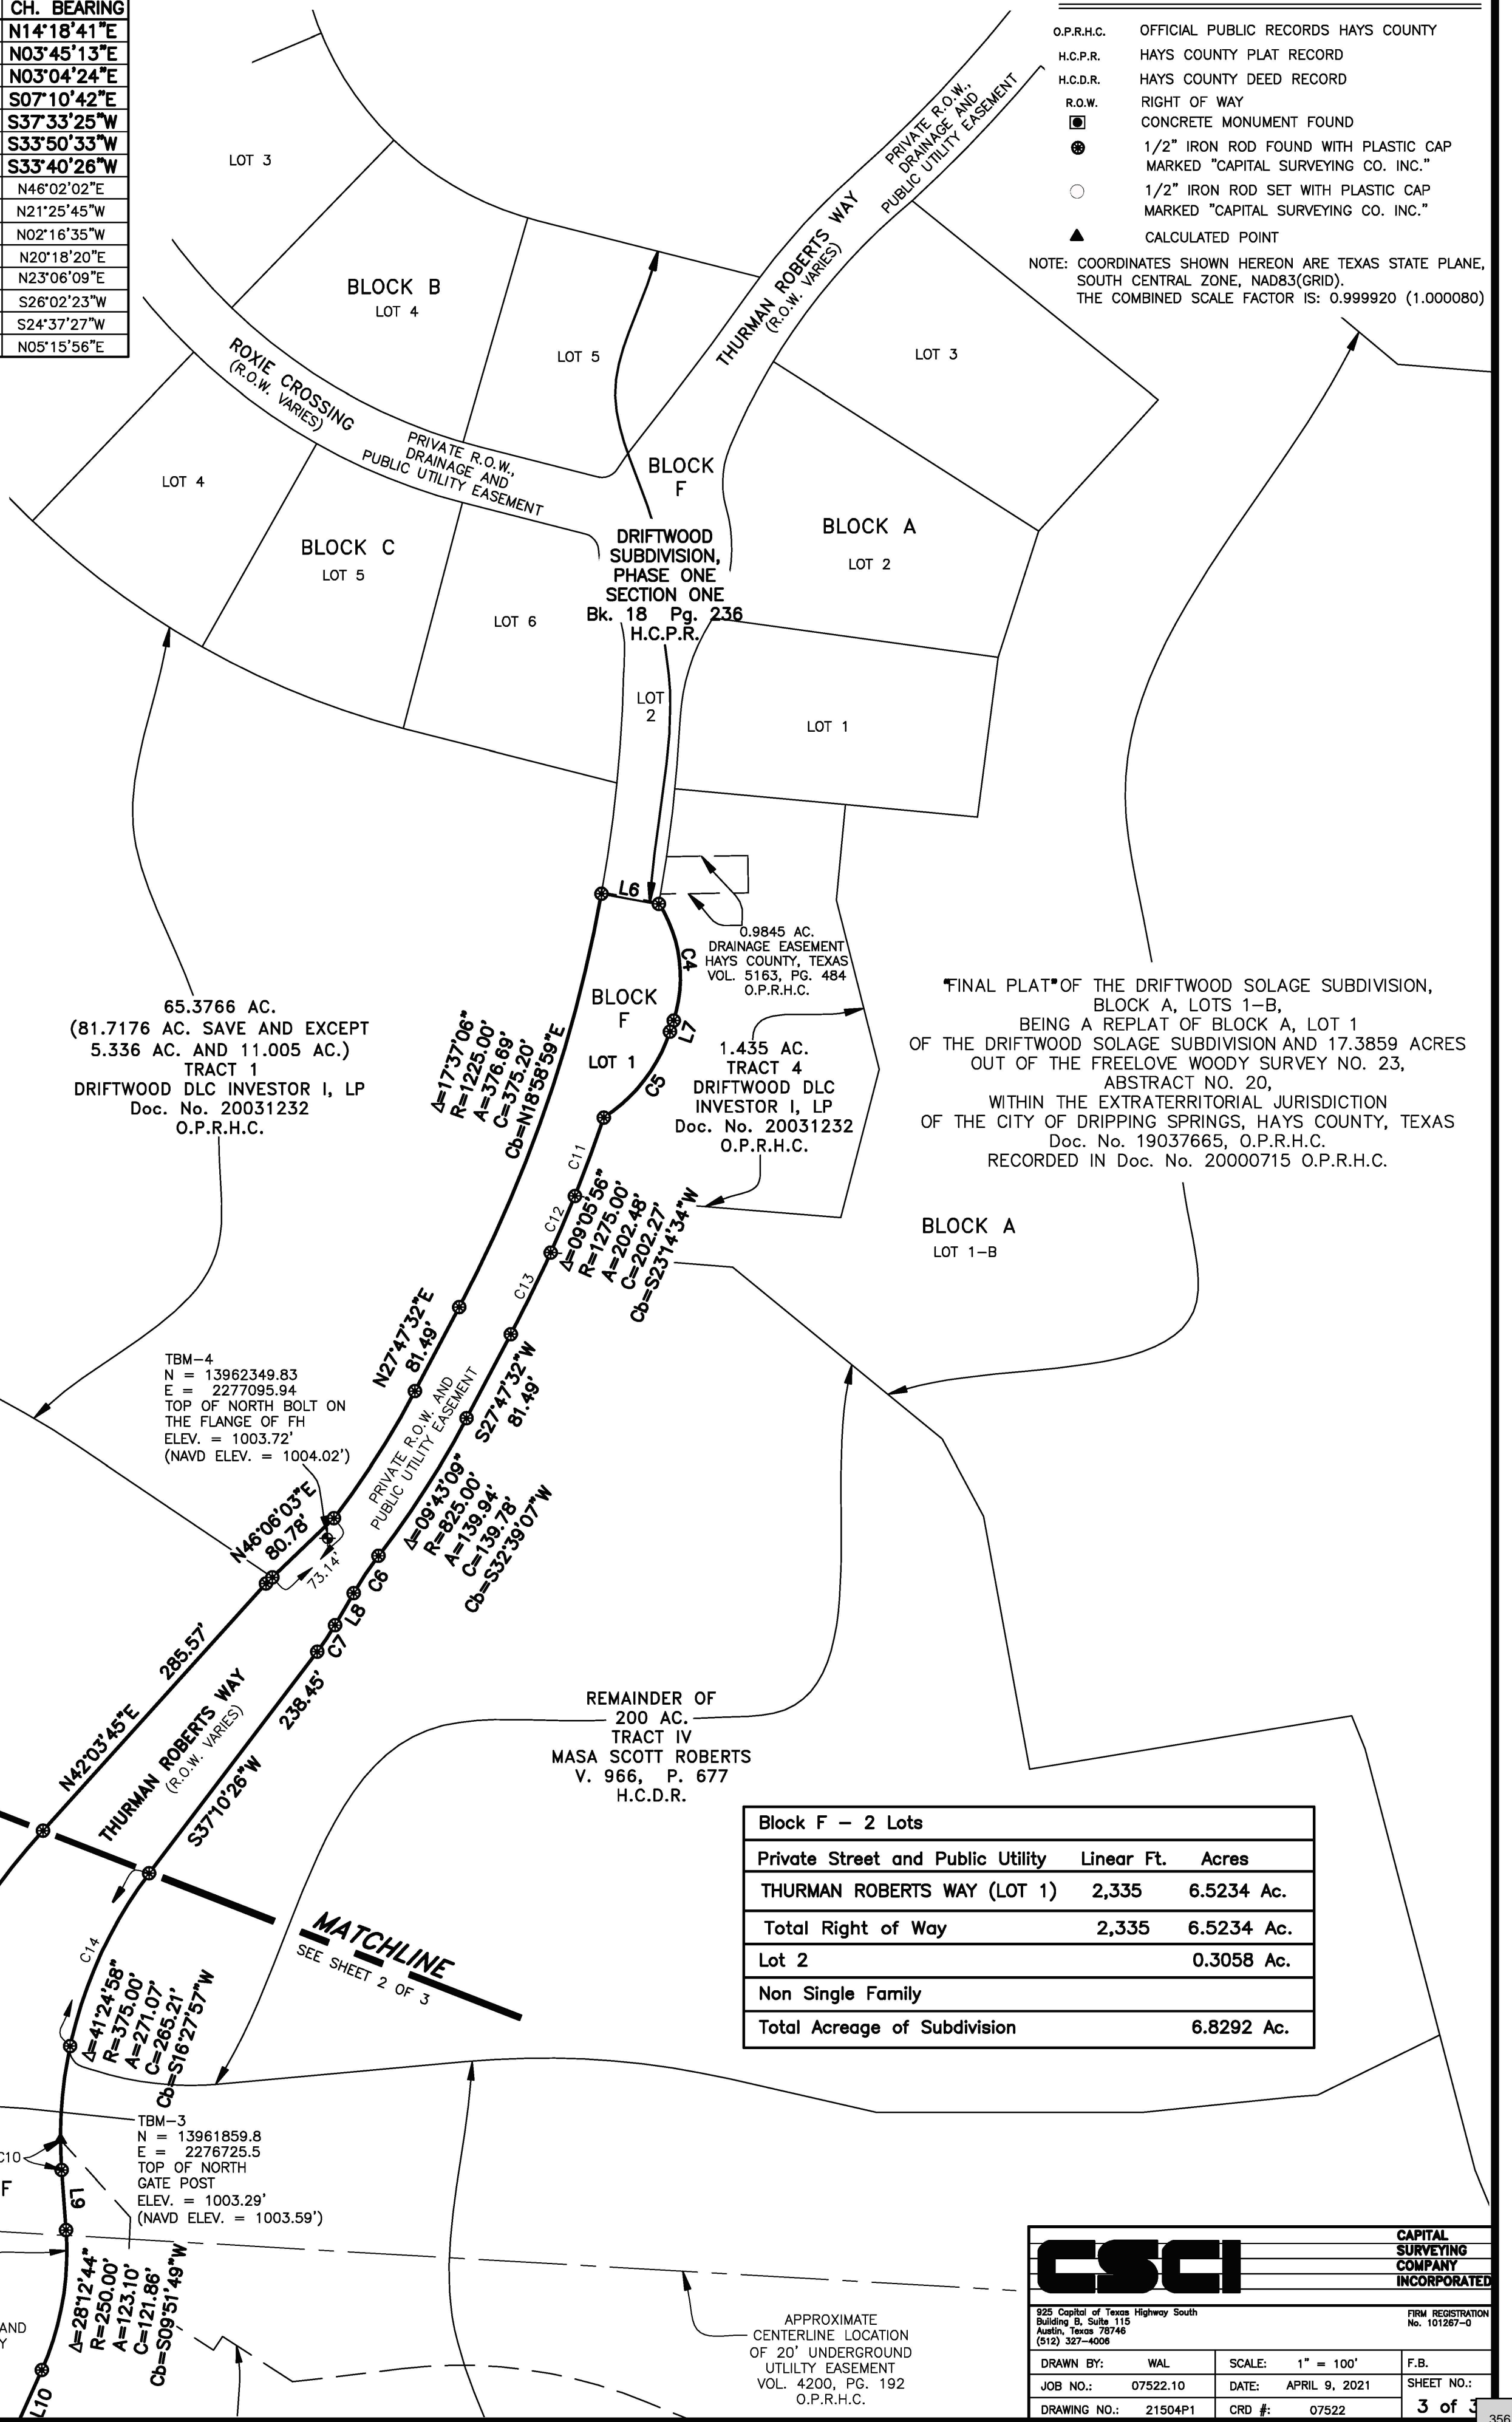 CH. BEARING
N14°18'41"E
N03°45'13"E
N03°04'24"E
S07°10'42"E
S37°33'25"W
S33°50'33"W
S33°40'26"W
N46°02'02"E
N21°25'45"W
N02°16'35"W
N20°18'20"E
N23°06'09"E
S26°02'23"W
S24°37'27"W
N05°15'56"E
O.P.R.H.C. OFFICIAL PUBLIC RECORDS HAYS COUNTY
H.C.P.R. HAYS COUNTY PLAT RECORD
H.C.D.R. HAYS COUNTY DEED RECORD
R.O.W. RIGHT OF WAY
CONCRETE MONUMENT FOUND
1/2" IRON ROD FOUND WITH PLASTIC CAP
MARKED "CAPITAL SURVEYING CO. INC."
1/2" IRON ROD SET WITH PLASTIC CAP
MARKED "CAPITAL SURVEYING CO. INC."
CALCULATED POINT
NOTE: COORDINATES SHOWN HEREON ARE TEXAS STATE PLANE,
SOUTH CENTRAL ZONE, NAD83(GRID).
THE COMBINED SCALE FACTOR IS: 0.999920 (1.000080)
PRIVATE R.O.W.,
DRAINAGE AND
PUBLIC UTILITY EASEMENT
THURMAN ROBERTS WAY
(R.O.W. VARIES)
LOT 3
BLOCK B
LOT 4
LOT 5
LOT 3
ROXIE CROSSING
(R.O.W. VARIES)
PRIVATE R.O.W.,
DRAINAGE AND
PUBLIC UTILITY EASEMENT
LOT 4
BLOCK C
LOT 5
LOT 6
BLOCK
F
BLOCK A
LOT 2
DRIFTWOOD
SUBDIVISION,
PHASE ONE
SECTION ONE
Bk. 18 Pg. 236
H.C.P.R.
LOT
2
LOT 1
L6
C4
0.9845 AC.
DRAINAGE EASEMENT
HAYS COUNTY, TEXAS
VOL. 5163, PG. 484
O.P.R.H.C.
BLOCK
F
LOT 1
L7
C5
65.3766 AC.
(81.7176 AC. SAVE AND EXCEPT
5.336 AC. AND 11.005 AC.)
TRACT 1
DRIFTWOOD DLC INVESTOR I, LP
Doc. No. 20031232
O.P.R.H.C.
Δ=17°37'06"
R=1225.00'
A=376.69'
C=375.20'
Cb=N18°58'59"E
1.435 AC.
TRACT 4
DRIFTWOOD DLC
INVESTOR I, LP
Doc. No. 20031232
O.P.R.H.C.
"FINAL PLAT" OF THE DRIFTWOOD SOLAGE SUBDIVISION,
BLOCK A, LOTS 1-B,
BEING A REPLAT OF BLOCK A, LOT 1
OF THE DRIFTWOOD SOLAGE SUBDIVISION AND 17.3859 ACRES
OUT OF THE FREELOVE WOODY SURVEY NO. 23,
ABSTRACT NO. 20,
WITHIN THE EXTRATERRITORIAL JURISDICTION
OF THE CITY OF DRIPPING SPRINGS, HAYS COUNTY, TEXAS
Doc. No. 19037665, O.P.R.H.C.
RECORDED IN Doc. No. 20000715 O.P.R.H.C.
BLOCK A
LOT 1-B
C11
C12
C13
Δ=09°05'56"
R=1275.00'
A=202.48'
C=202.27'
Cb=S23°14'34"W
N27°47'32"E
81.49'
S27°47'32"W
81.49'
PRIVATE R.O.W. AND
PUBLIC UTILITY EASEMENT
TBM-4
N = 13962349.83
E = 2277095.94
TOP OF NORTH BOLT ON
THE FLANGE OF FH
ELEV. = 1003.72'
(NAVD ELEV. = 1004.02')
N46°06'03"E
80.78'
73.14'
Δ=09°43'09"
R=825.00'
A=139.94'
C=139.78'
Cb=S32°39'07"W
C6
L8
C7
285.57'
N42°03'45"E
THURMAN ROBERTS WAY
(R.O.W. VARIES)
238.45'
S37°10'26"W
REMAINDER OF
200 AC.
TRACT IV
MASA SCOTT ROBERTS
V. 966, P. 677
H.C.D.R.
Block F - 2 Lots
Private Street and Public Utility Linear Ft. Acres
THURMAN ROBERTS WAY (LOT 1) 2,335 6.5234 Ac.
Total Right of Way 2,335 6.5234 Ac.
Lot 2 0.3058 Ac.
Non Single Family
Total Acreage of Subdivision 6.8292 Ac.
MATCHLINE
SEE SHEET 2 OF 3
C14
Δ=41°24'58"
R=375.00'
A=271.07'
C=265.21'
Cb=S16°27'57"W
TBM-3
N = 13961859.8
E = 2276725.5
TOP OF NORTH
GATE POST
ELEV. = 1003.29'
(NAVD ELEV. = 1003.59')
C10
F
L9
Δ=28°12'44"
R=250.00'
A=123.10'
C=121.86'
Cb=S09°51'49"W
AND
Y
L10
APPROXIMATE
CENTERLINE LOCATION
OF 20' UNDERGROUND
UTLILTY EASEMENT
VOL. 4200, PG. 192
O.P.R.H.C.
CSCI
CAPITAL
SURVEYING
COMPANY
INCORPORATED
925 Capital of Texas Highway South
Building B, Suite 115
Austin, Texas 78746
(512) 327-4006
FIRM REGISTRATION
No. 101267-0
DRAWN BY: WAL SCALE: 1" = 100' F.B.
JOB NO.: 07522.10 DATE: APRIL 9, 2021 SHEET NO.:
DRAWING NO.: 21504P1 CRD #: 07522 3 of 3
356